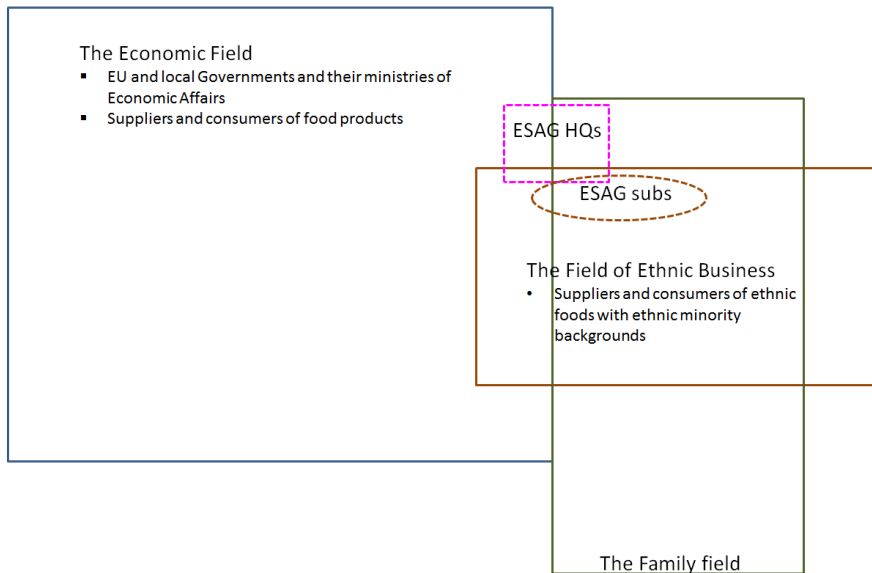 The Economic Field
▪ EU and local Governments and their ministries of
Economic Affairs
▪ Suppliers and consumers of food products
ESAG HQs
ESAG subs
The Field of Ethnic Business
• Suppliers and consumers of ethnic
foods with ethnic minority
backgrounds
The Family field